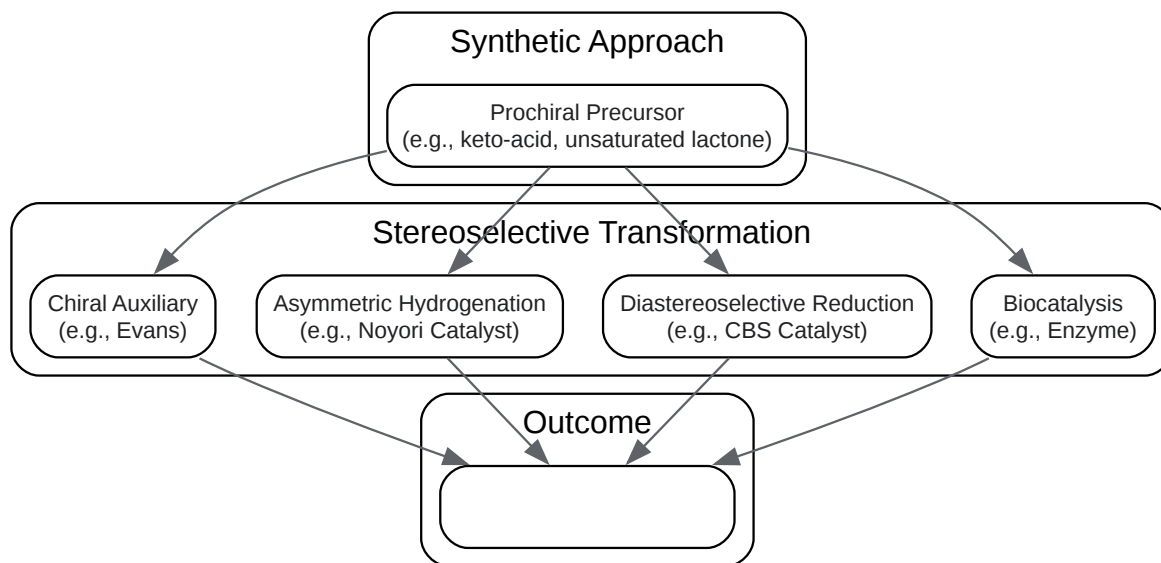 Synthetic Approach
Prochiral Precursor
(e.g., keto-acid, unsaturated lactone)
Stereoselective Transformation
Chiral Auxiliary
(e.g., Evans)
Asymmetric Hydrogenation
(e.g., Noyori Catalyst)
Diastereoselective Reduction
(e.g., CBS Catalyst)
Biocatalysis
(e.g., Enzyme)
Outcome